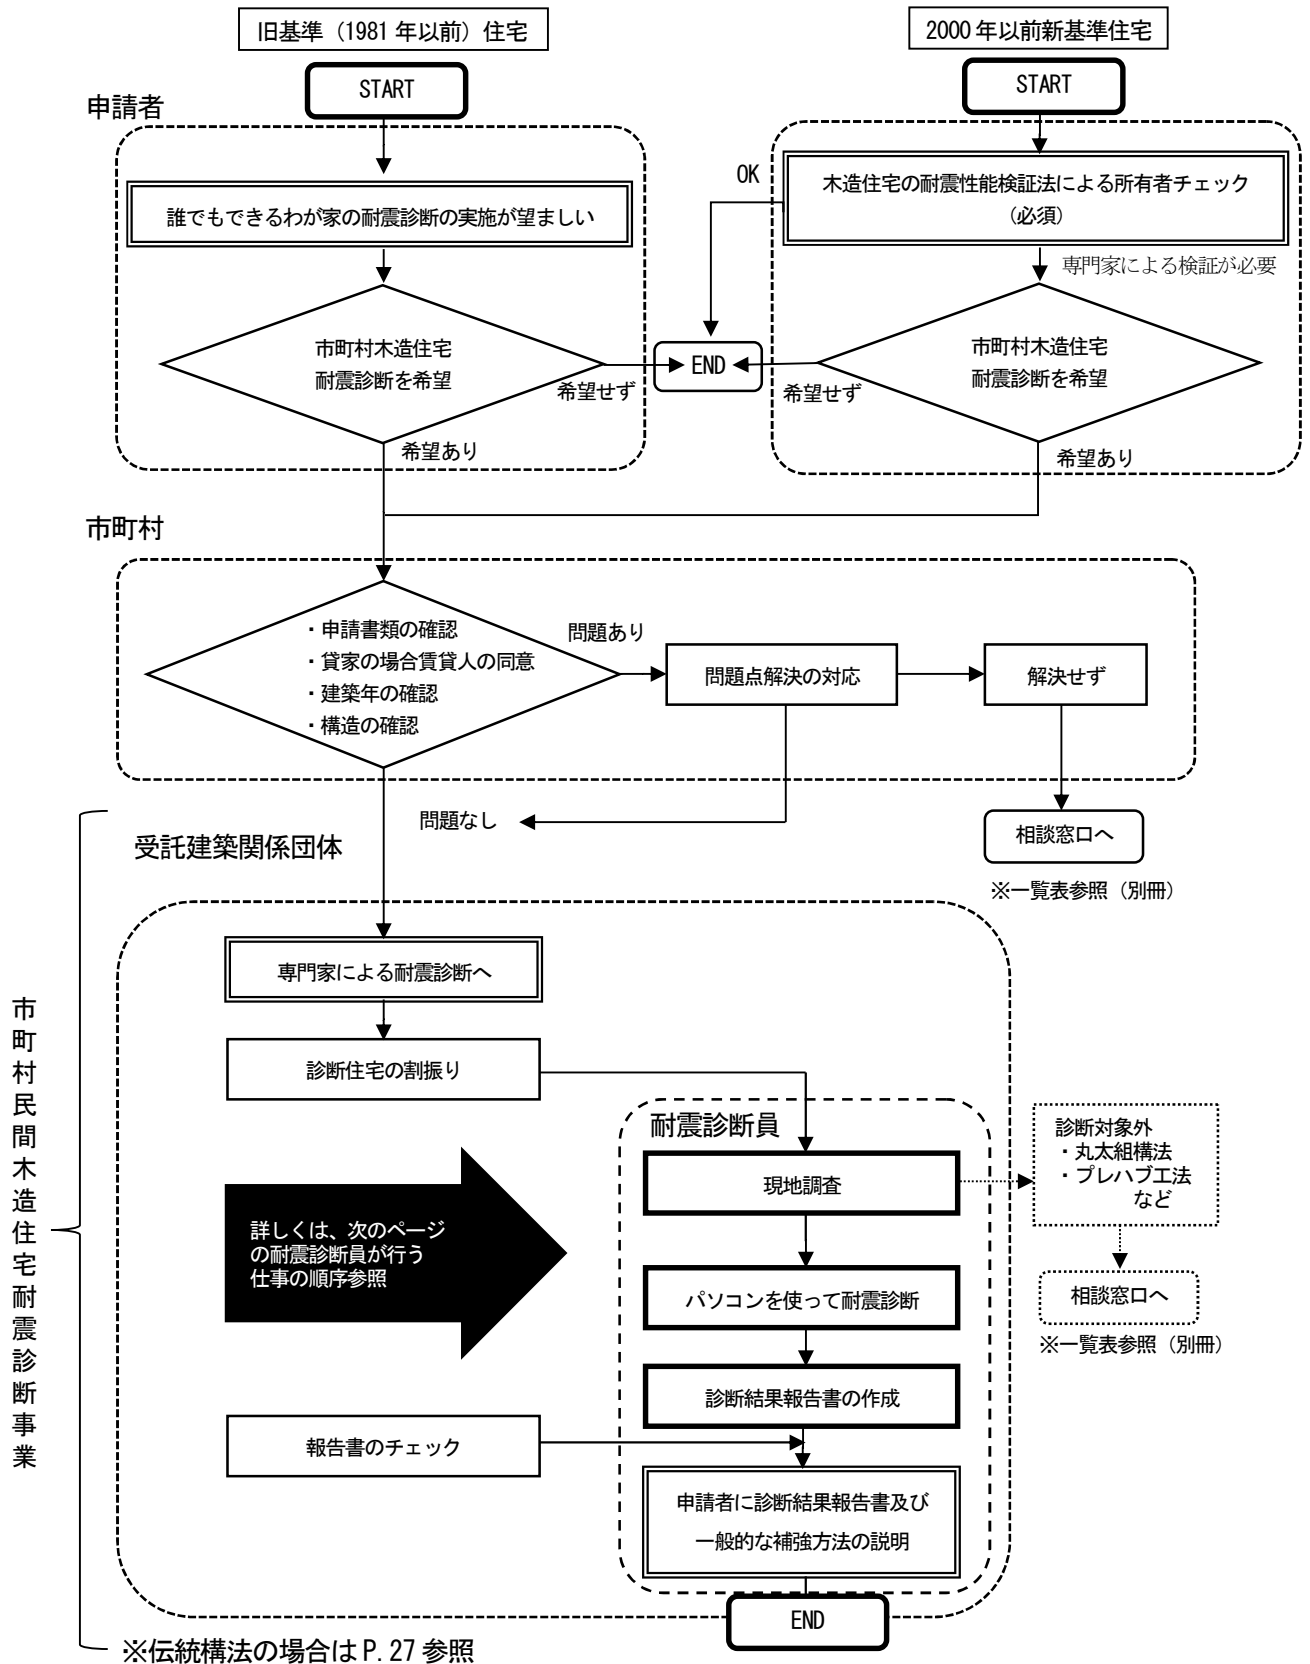 旧基準（1981 年以前）住宅
2000 年以前新基準住宅
START
START
申請者
誰でもできるわが家の耐震診断の実施が望ましい
OK
木造住宅の耐震性能検証法による所有者チェック
（必須）
専門家による検証が必要
市町村木造住宅
耐震診断を希望
希望せず
END
希望せず
市町村木造住宅
耐震診断を希望
希望あり
希望あり
市町村
・申請書類の確認
・貸家の場合賃貸人の同意
・建築年の確認
・構造の確認
問題あり
問題点解決の対応
解決せず
問題なし
相談窓口へ
※一覧表参照（別冊）
受託建築関係団体
市町村民間木造住宅耐震診断事業
専門家による耐震診断へ
診断住宅の割振り
耐震診断員
現地調査
診断対象外
・丸太組構法
・プレハブ工法
など
相談窓口へ
※一覧表参照（別冊）
詳しくは、次のページ
の耐震診断員が行う
仕事の順序参照
パソコンを使って耐震診断
診断結果報告書の作成
報告書のチェック
申請者に診断結果報告書及び
一般的な補強方法の説明
END
※伝統構法の場合は P. 27 参照